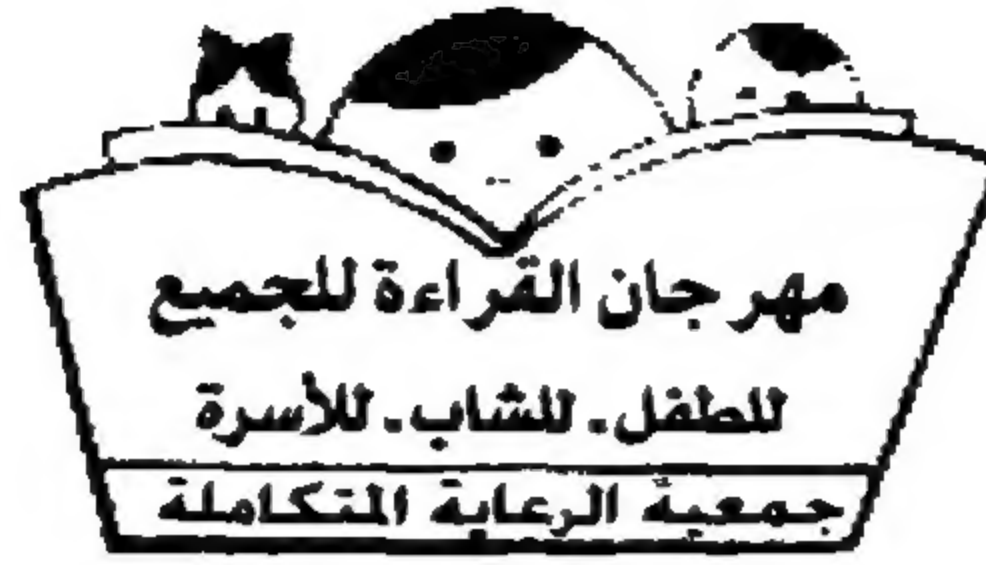 مهرجان القراءة للجميع
للطفل . للشاب . للأسرة
جمعية الرعاية المتكاملة